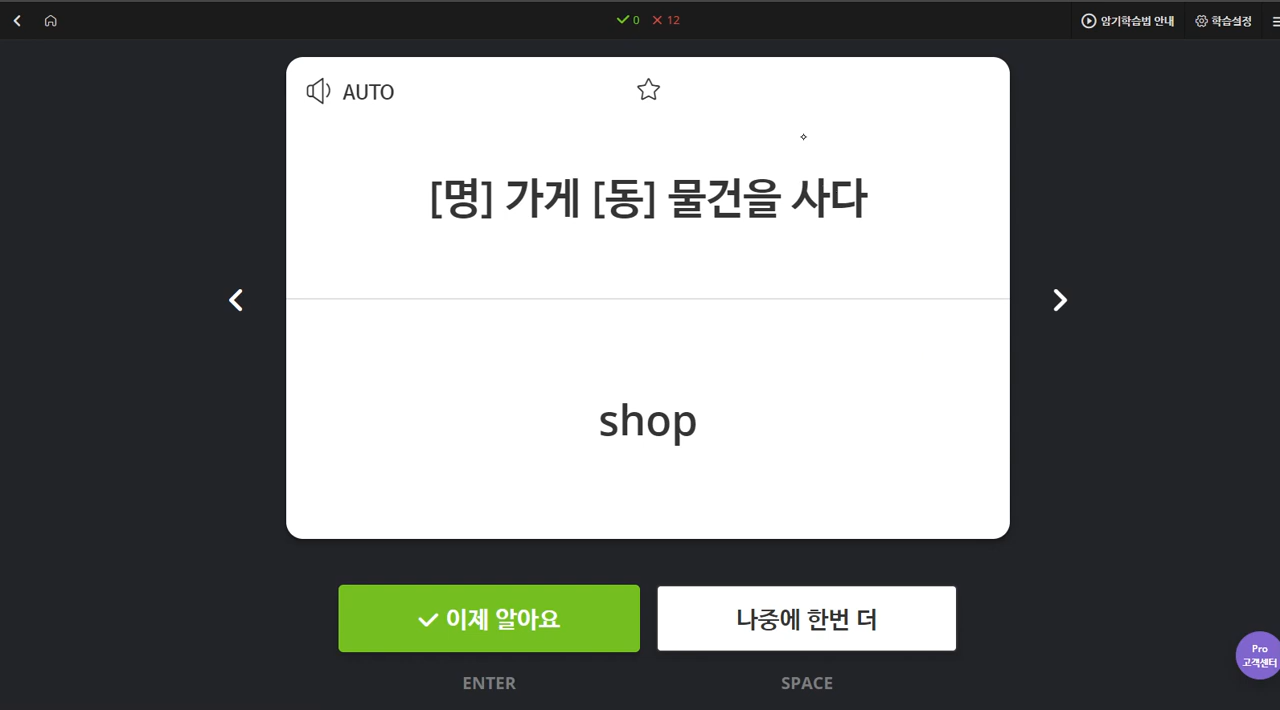 0 12 암기학습법 안내 학습설정
AUTO
[명] 가게 [동] 물건을 사다
shop
이제 알아요 나중에 한번 더
ENTER SPACE
Pro
고객센터